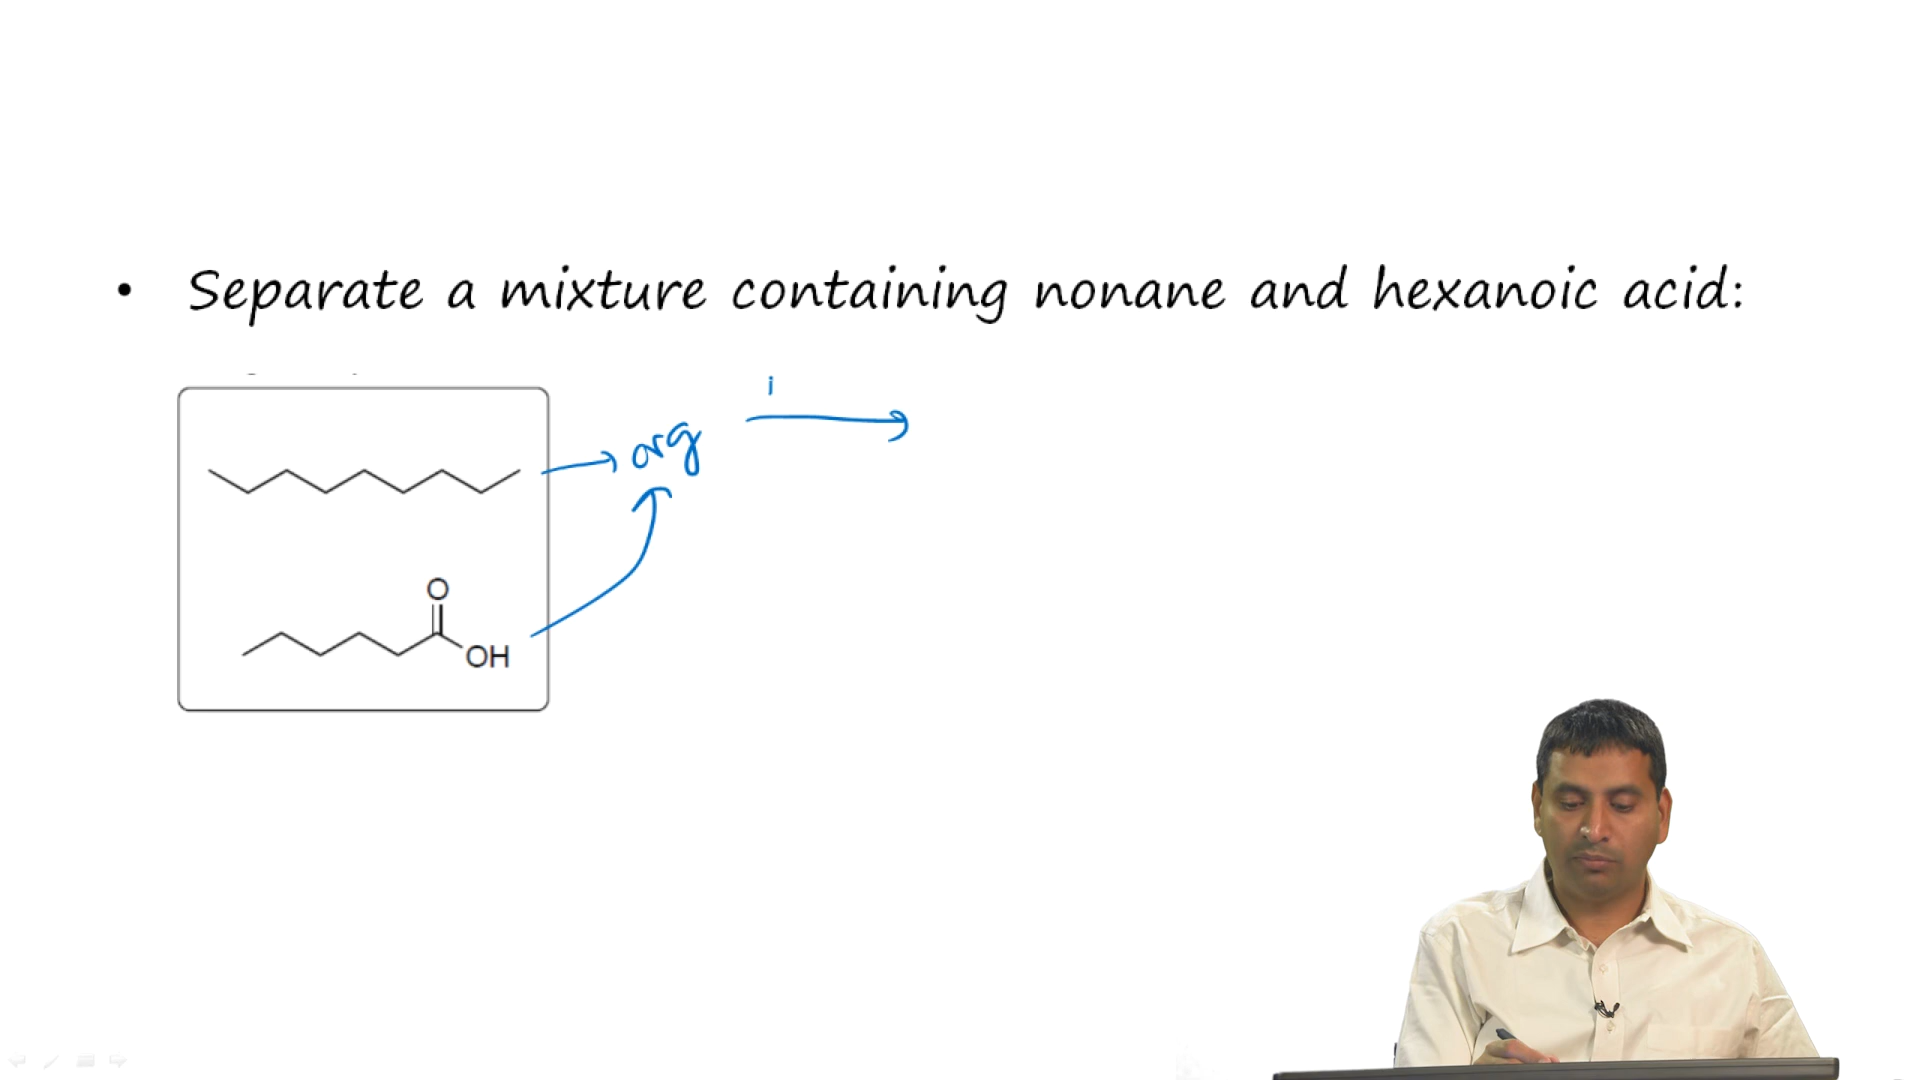 • Separate a mixture containing nonane and hexanoic acid:
i
org
O
OH